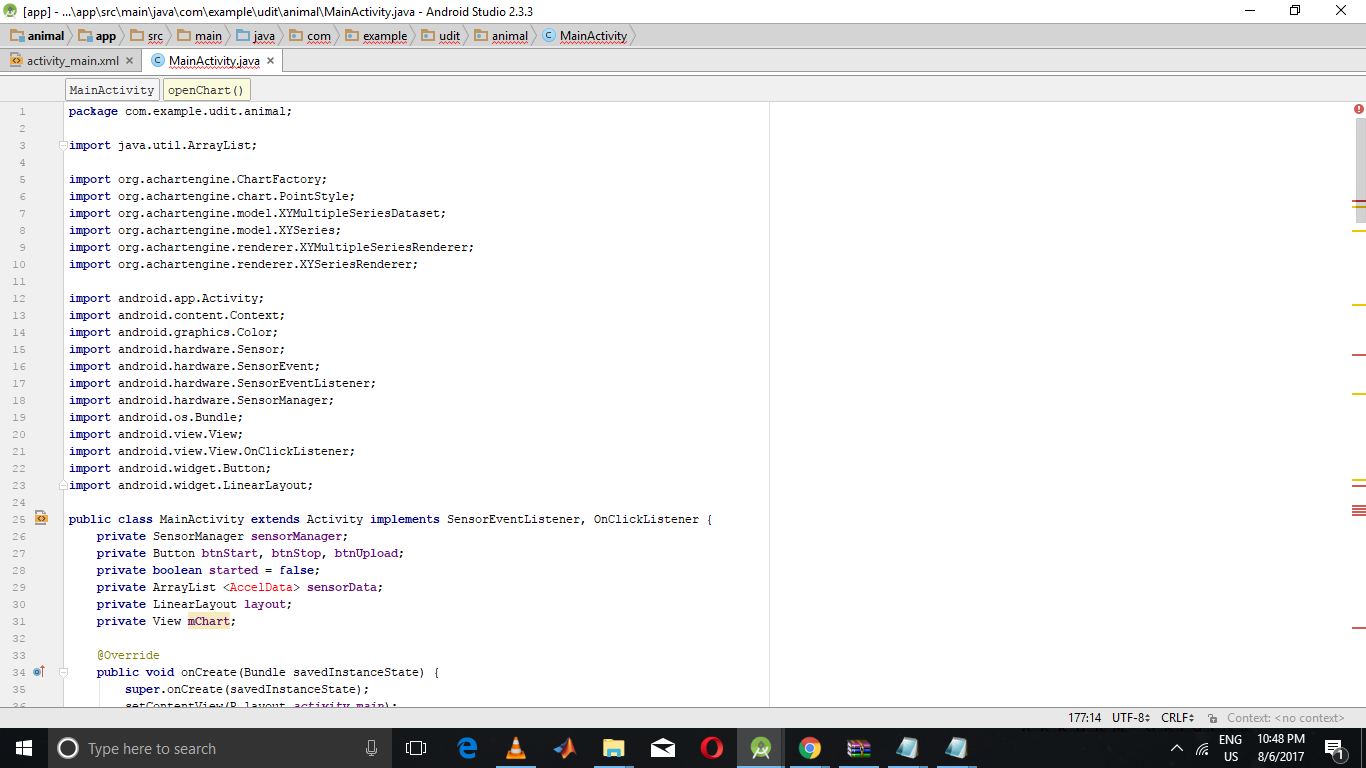 [app] - ...\app\src\main\java\com\example\udit\animal\MainActivity.java - Android Studio 2.3.3
animal app src main java com example udit animal MainActivity
activity_main.xml MainActivity.java
MainActivity openChart()
1 package com.example.udit.animal;
2
3 import java.util.ArrayList;
4
5 import org.achartengine.ChartFactory;
6 import org.achartengine.chart.PointStyle;
7 import org.achartengine.model.XYMultipleSeriesDataset;
8 import org.achartengine.model.XYSeries;
9 import org.achartengine.renderer.XYMultipleSeriesRenderer;
10 import org.achartengine.renderer.XYSeriesRenderer;
11
12 import android.app.Activity;
13 import android.content.Context;
14 import android.graphics.Color;
15 import android.hardware.Sensor;
16 import android.hardware.SensorEvent;
17 import android.hardware.SensorEventListener;
18 import android.hardware.SensorManager;
19 import android.os.Bundle;
20 import android.view.View;
21 import android.view.View.OnClickListener;
22 import android.widget.Button;
23 import android.widget.LinearLayout;
24
25 public class MainActivity extends Activity implements SensorEventListener, OnClickListener {
26 private SensorManager sensorManager;
27 private Button btnStart, btnStop, btnUpload;
28 private boolean started = false;
29 private ArrayList <AccelData> sensorData;
30 private LinearLayout layout;
31 private View mChart;
32
33 @Override
34 public void onCreate(Bundle savedInstanceState) {
35 super.onCreate(savedInstanceState);
36 setContentView(R.layout.activity_main);
177:14 UTF-8 CRLF Context: <no context>
Type here to search
ENG
US
10:48 PM
8/6/2017
1